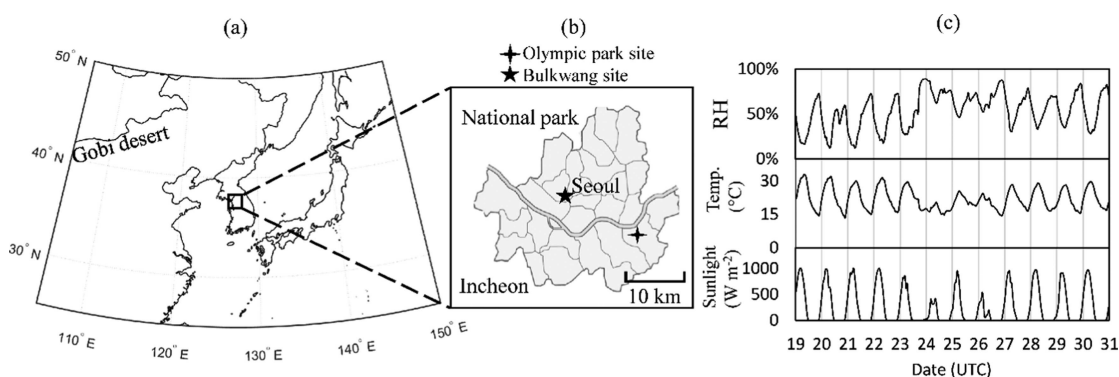 (a)
50°N
40°N
30°N
Gobi desert
110°E
120°E
130°E
140°E
150°E
(b)
Olympic park site
Bulkwang site
National park
Seoul
Incheon
10 km
(c)
100%
50%
0%
RH
30
15
0
Temp.
(°C)
1000
500
0
Sunlight
(W m-2)
19 20 21 22 23 24 25 26 27 28 29 30 31
Date (UTC)